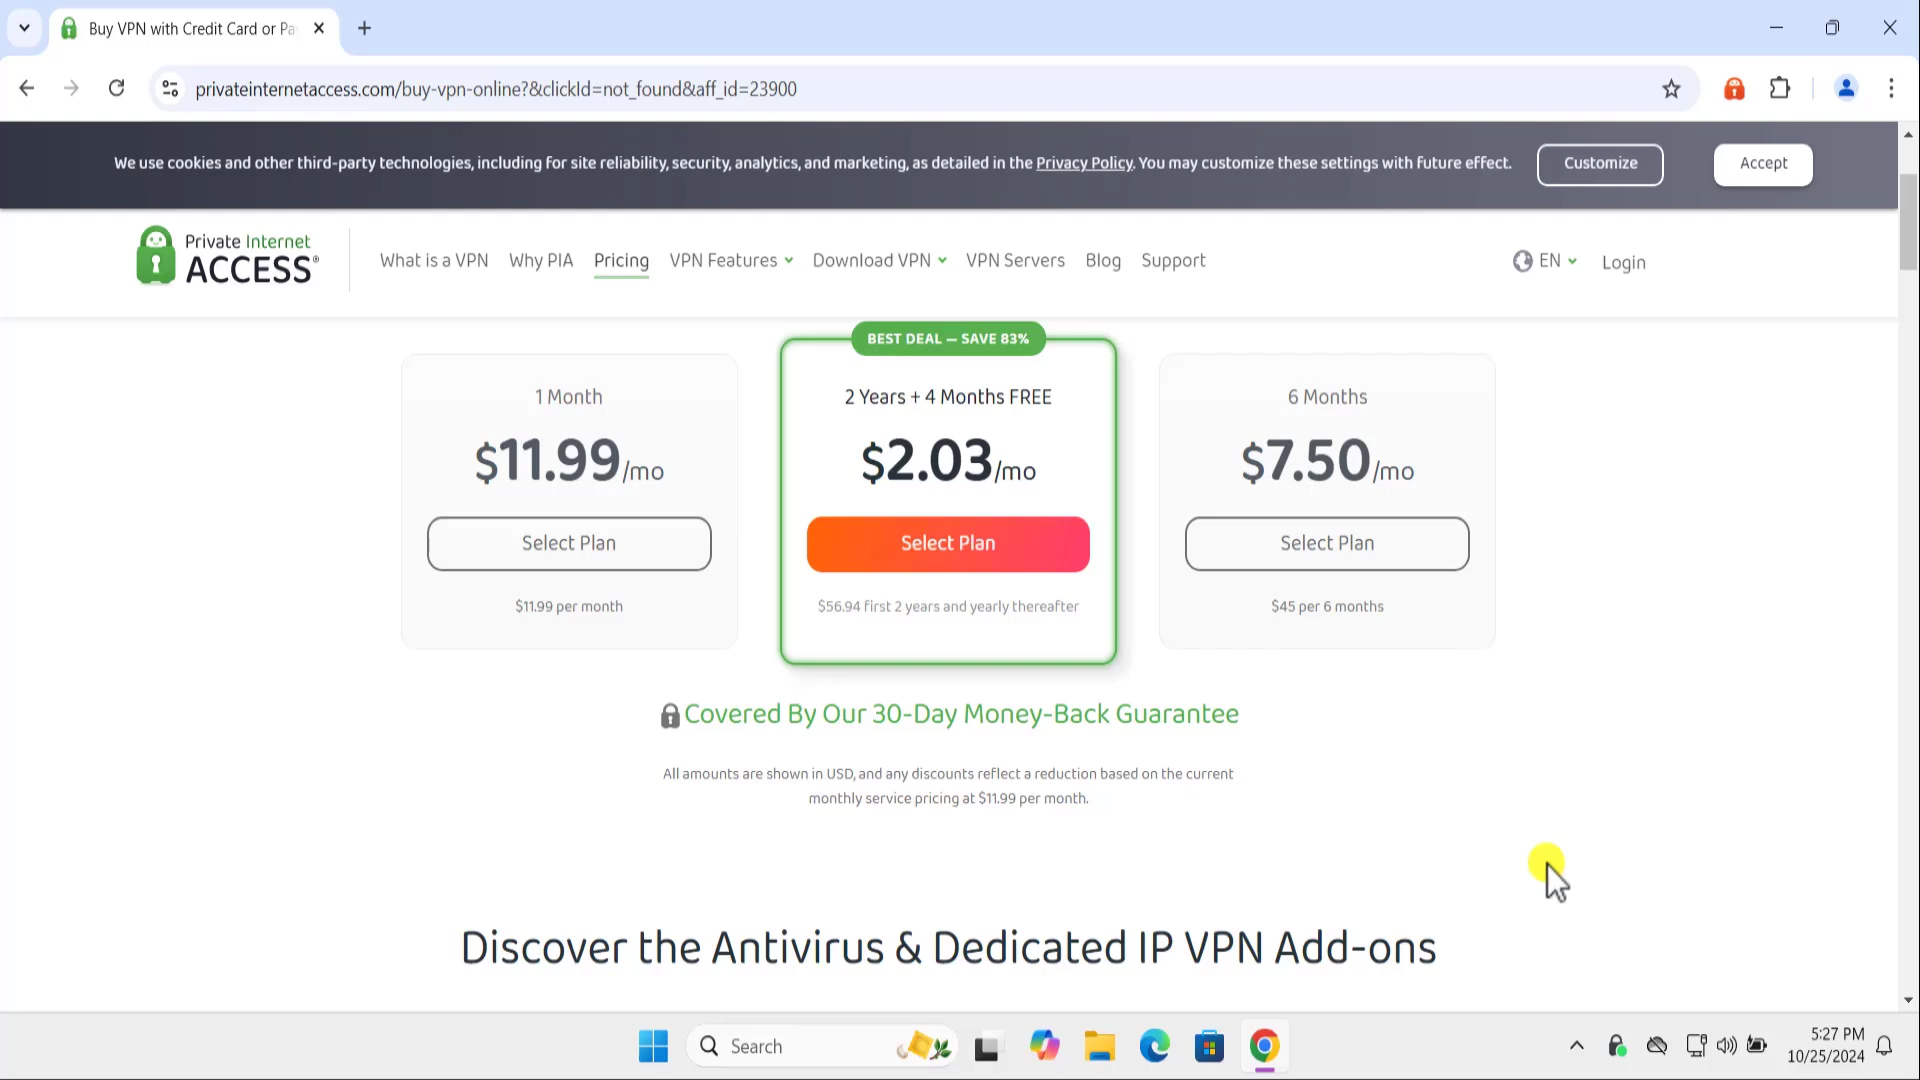 Buy VPN with Credit Card or Pa
privateinternetaccess.com/buy-vpn-online?&clickId=not_found&aff_id=23900
We use cookies and other third-party technologies, including for site reliability, security, analytics, and marketing, as detailed in the Privacy Policy. You may customize these settings with future effect.
Customize
Accept
Private Internet
ACCESS®
What is a VPN
Why PIA
Pricing
VPN Features
Download VPN
VPN Servers
Blog
Support
EN
Login
BEST DEAL — SAVE 83%
1 Month
$11.99/mo
Select Plan
$11.99 per month
2 Years + 4 Months FREE
$2.03/mo
Select Plan
$56.94 first 2 years and yearly thereafter
6 Months
$7.50/mo
Select Plan
$45 per 6 months
Covered By Our 30-Day Money-Back Guarantee
All amounts are shown in USD, and any discounts reflect a reduction based on the current
monthly service pricing at $11.99 per month.
Discover the Antivirus & Dedicated IP VPN Add-ons
Search
5:27 PM
10/25/2024